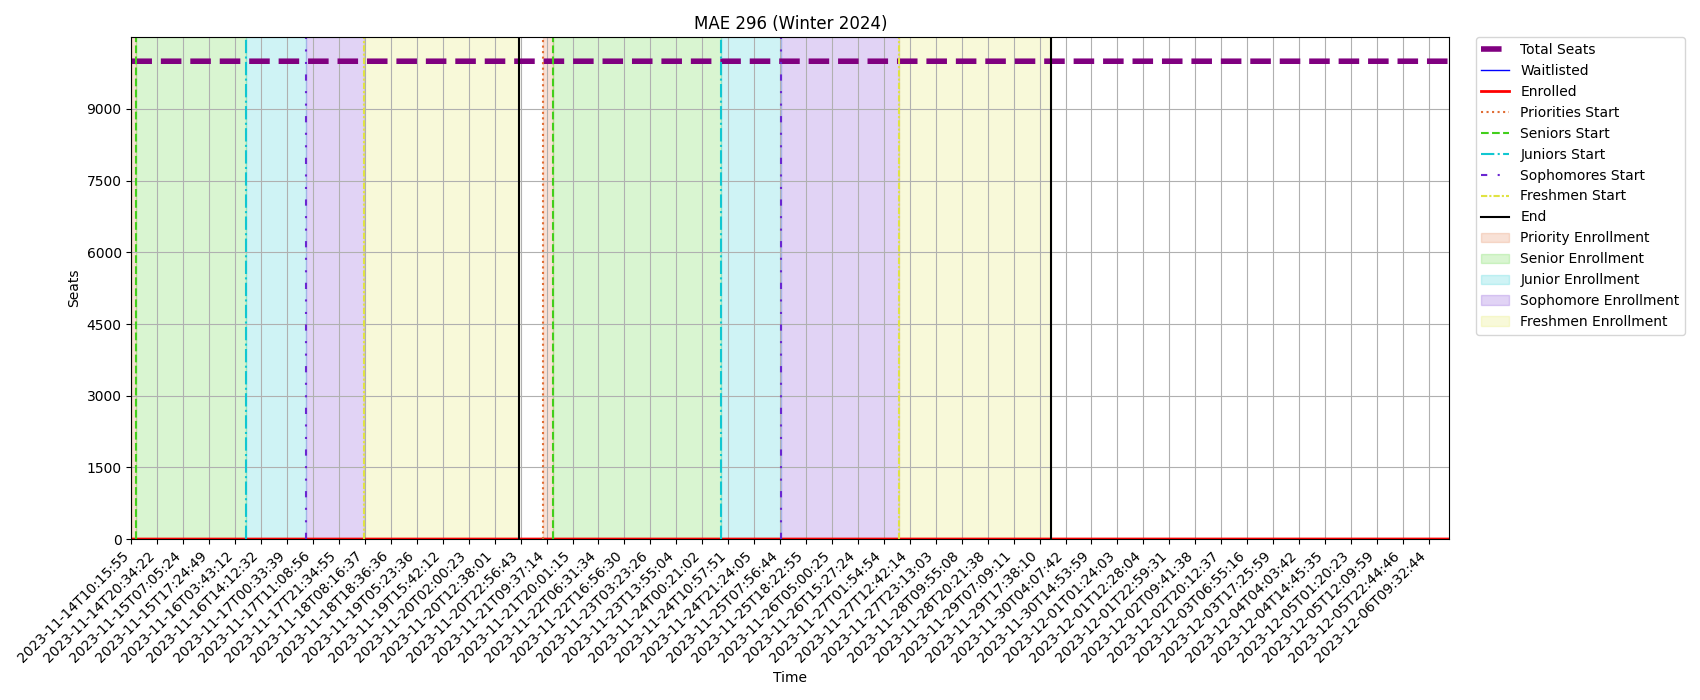 MAE 296 (Winter 2024)
Seats
9000
7500
6000
4500
3000
1500
0
2023-11-14T10:15:55
2023-11-14T20:34:22
2023-11-15T07:05:24
2023-11-15T17:24:49
2023-11-16T03:43:12
2023-11-16T14:12:32
2023-11-17T00:33:39
2023-11-17T11:08:56
2023-11-17T21:34:55
2023-11-18T08:16:37
2023-11-18T18:36:36
2023-11-19T05:23:36
2023-11-19T15:42:12
2023-11-20T02:00:23
2023-11-20T12:38:01
2023-11-20T22:56:43
2023-11-21T09:37:14
2023-11-21T20:01:15
2023-11-22T06:31:34
2023-11-22T16:56:30
2023-11-23T03:23:26
2023-11-23T13:55:04
2023-11-24T00:21:02
2023-11-24T10:57:51
2023-11-24T21:24:05
2023-11-25T07:56:44
2023-11-25T18:22:55
2023-11-26T05:00:25
2023-11-26T15:27:24
2023-11-27T01:54:54
2023-11-27T12:42:14
2023-11-27T23:13:03
2023-11-28T09:55:08
2023-11-28T20:21:38
2023-11-29T07:09:11
2023-11-29T17:38:10
2023-11-30T04:07:42
2023-11-30T14:53:59
2023-12-01T01:24:03
2023-12-01T12:28:04
2023-12-01T22:59:31
2023-12-02T09:41:38
2023-12-02T20:12:37
2023-12-03T06:55:16
2023-12-03T17:25:59
2023-12-04T04:03:42
2023-12-04T14:45:35
2023-12-05T01:20:23
2023-12-05T12:09:59
2023-12-05T22:44:46
2023-12-06T09:32:44
Time
Total Seats
Waitlisted
Enrolled
Priorities Start
Seniors Start
Juniors Start
Sophomores Start
Freshmen Start
End
Priority Enrollment
Senior Enrollment
Junior Enrollment
Sophomore Enrollment
Freshmen Enrollment